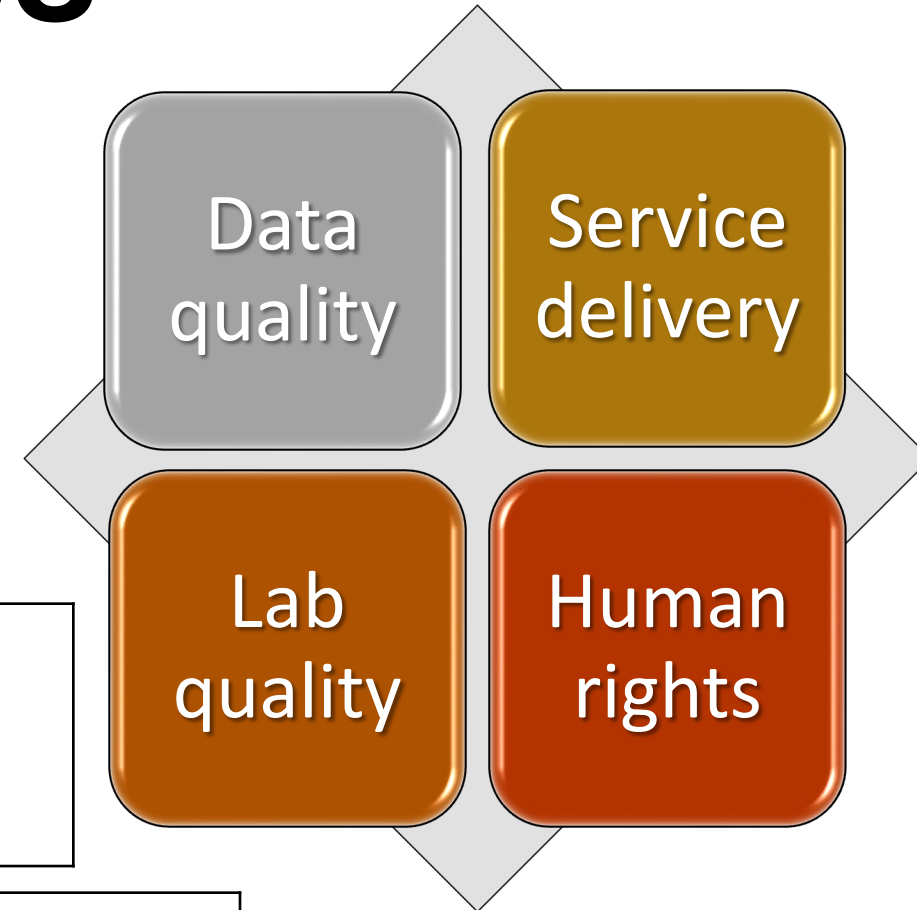 Data
quality
Service
delivery
Lab
quality
Human
rights